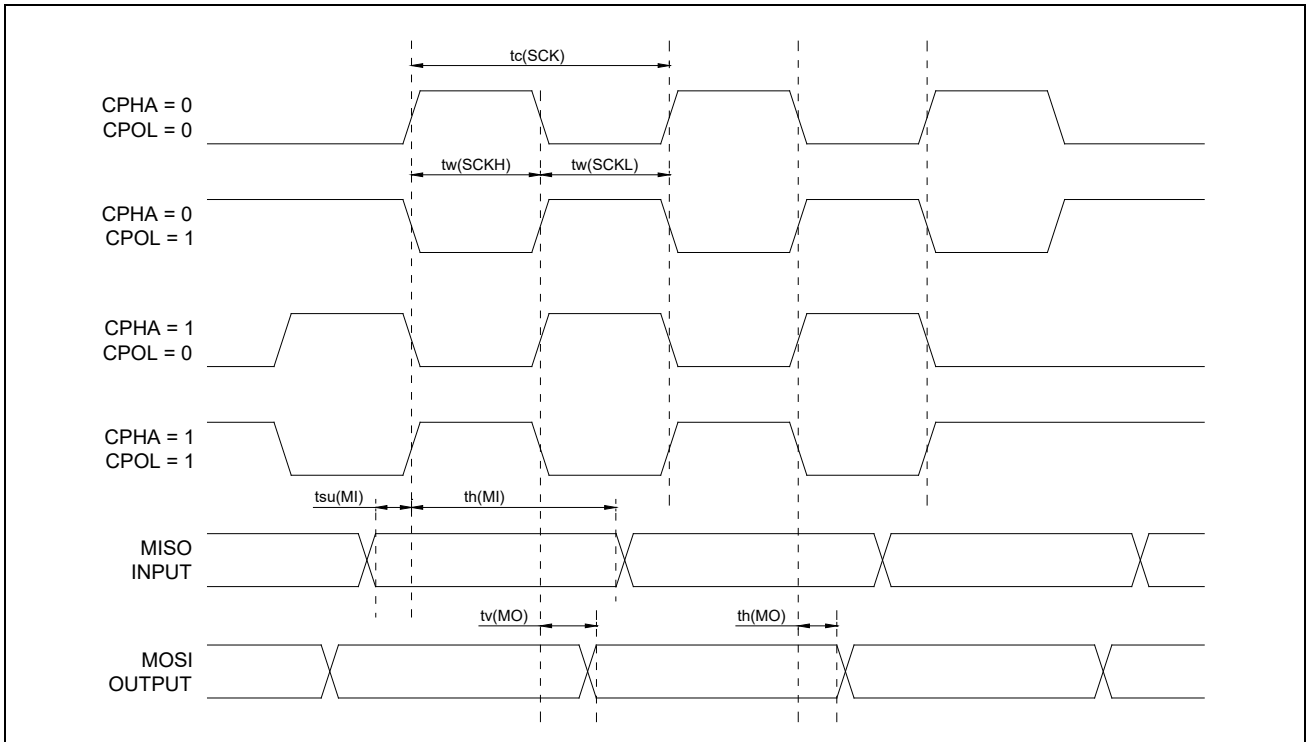 tc(SCK)
CPHA = 0
CPOL = 0
tw(SCKH)
tw(SCKL)
CPHA = 0
CPOL = 1
CPHA = 1
CPOL = 0
CPHA = 1
CPOL = 1
tsu(MI)
th(MI)
MISO
INPUT
tv(MO)
th(MO)
MOSI
OUTPUT